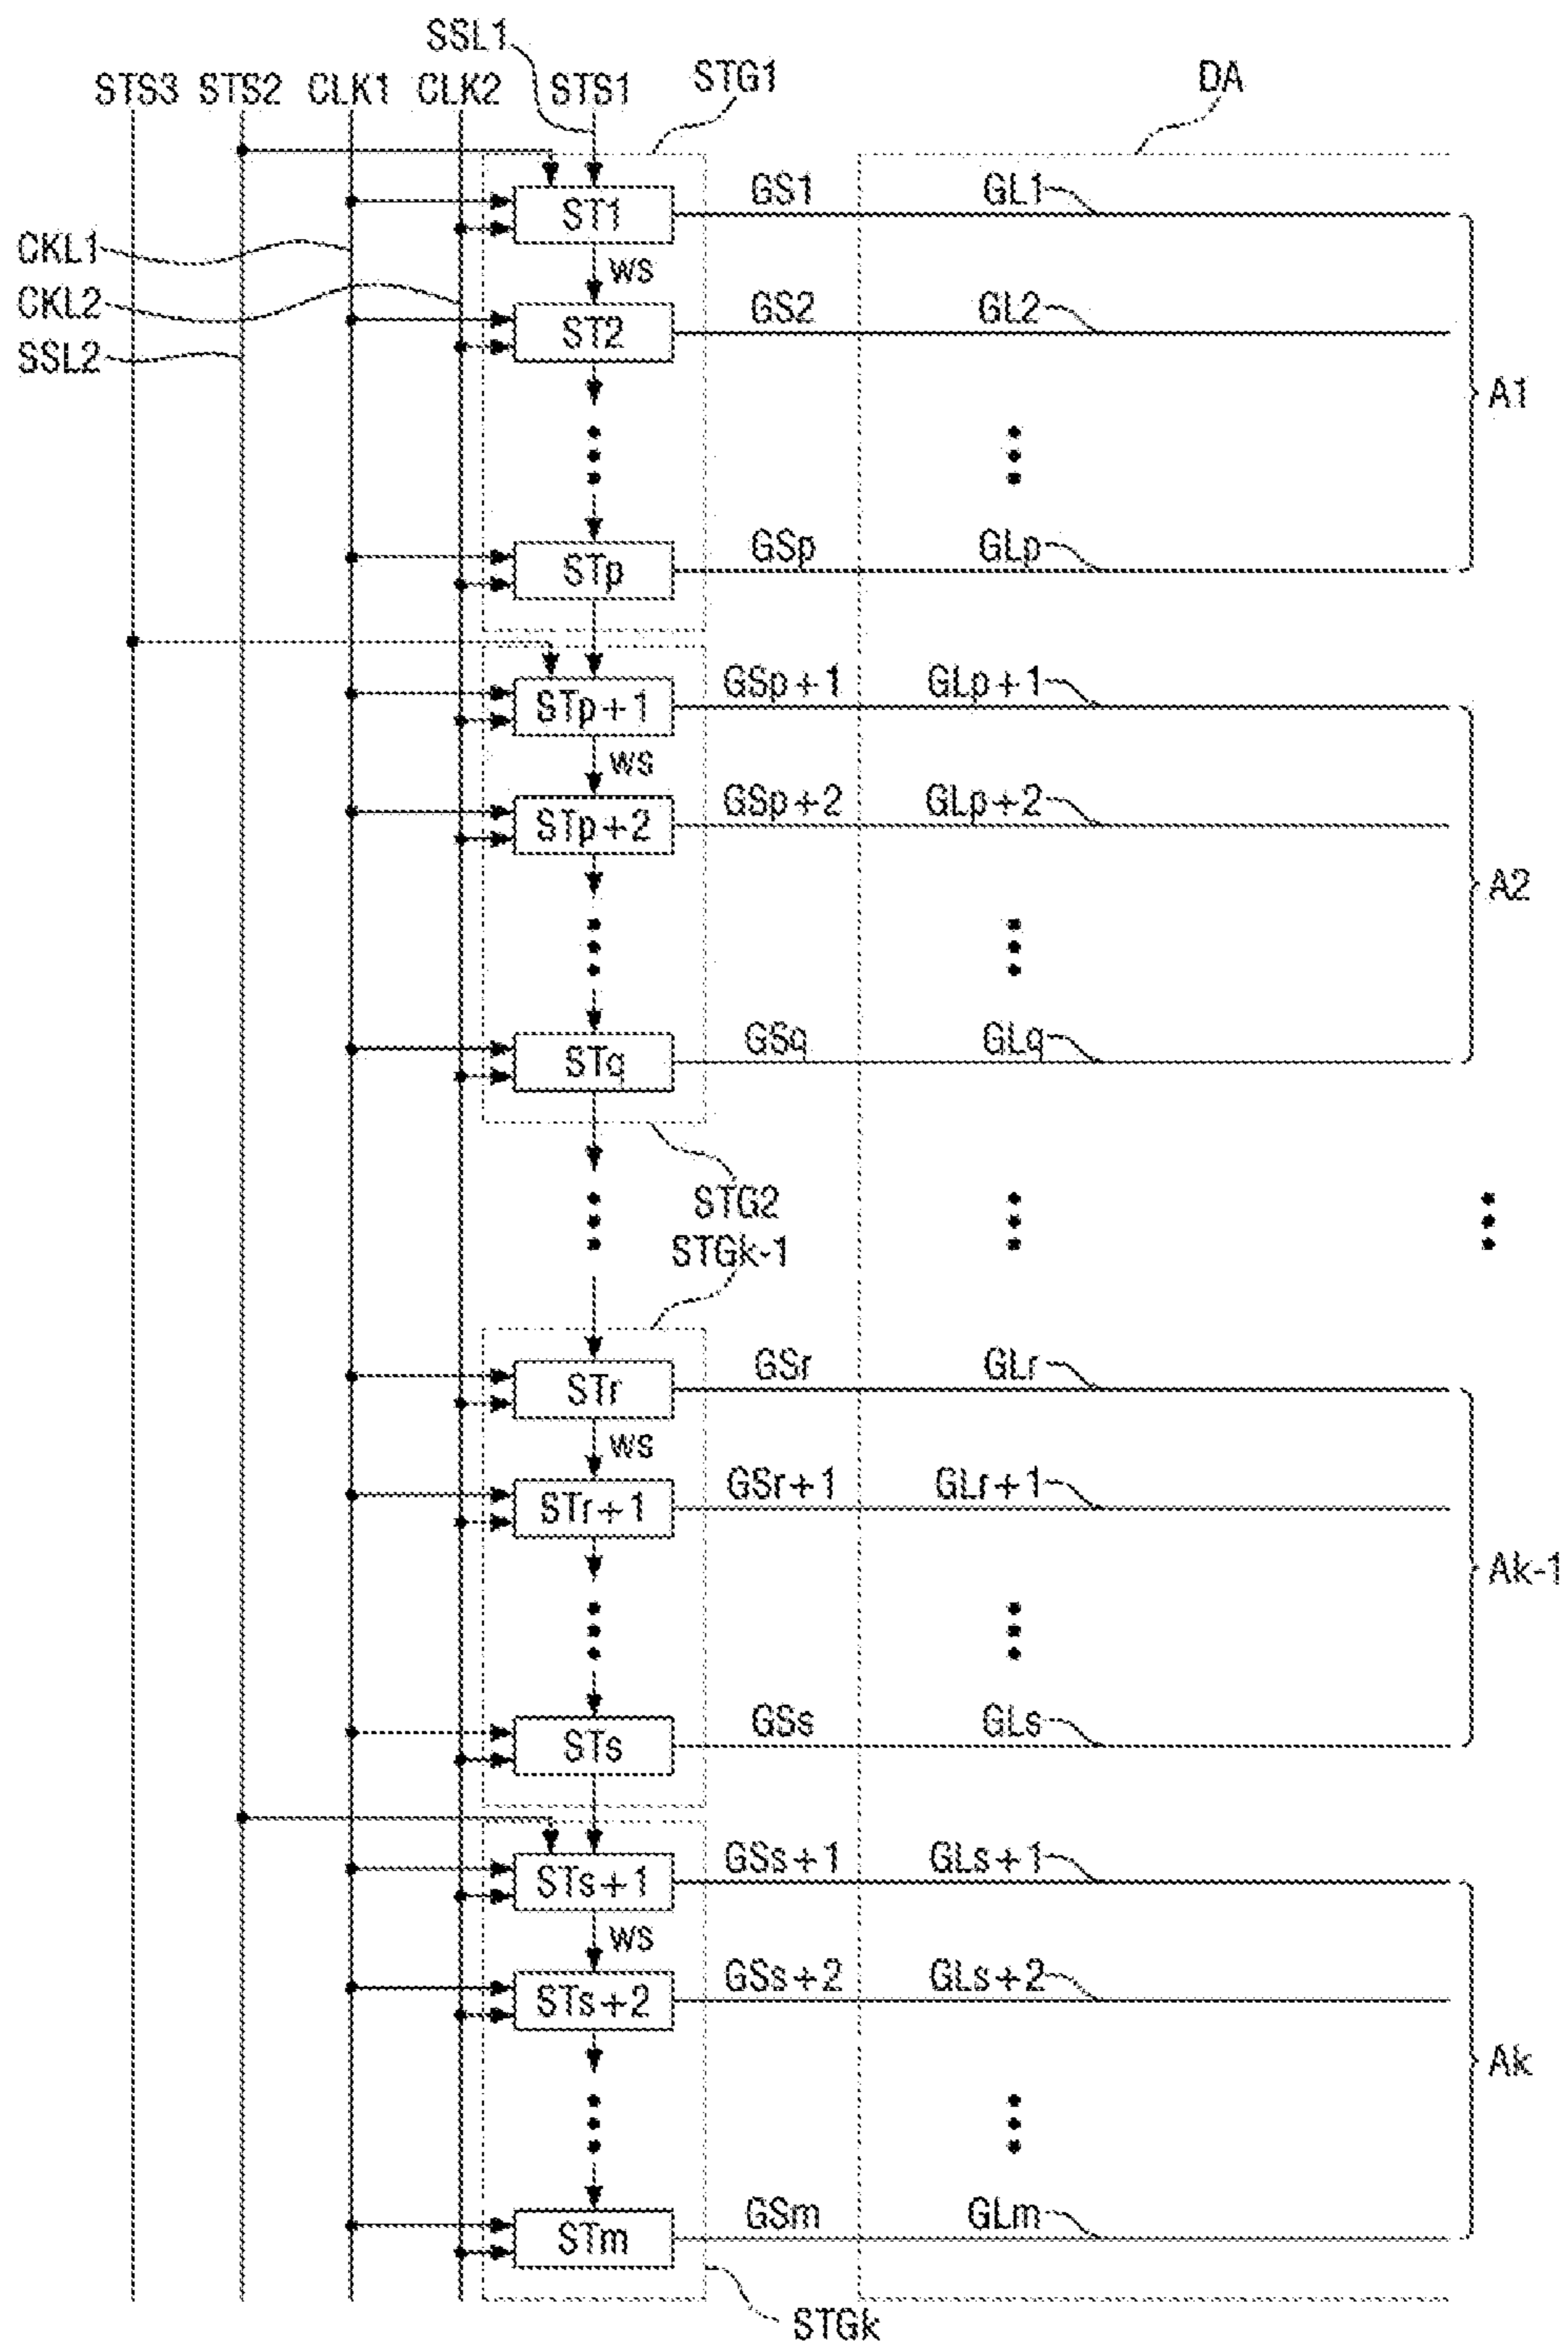 SSL1
STS3 STS2 CLK1 CLK2 STS1 STG1 DA
ST1 GS1 GL1
CKL1
ws
CKL2
ST2 GS2 GL2
SSL2
A1
STp GSp GLp
STp+1 GSp+1 GLp+1
ws
STp+2 GSp+2 GLp+2
A2
STq GSq GLq
STG2
STGk-1
STr GSr GLr
ws
STr+1 GSr+1 GLr+1
Ak-1
STs GSs GLs
STs+1 GSs+1 GLs+1
ws
STs+2 GSs+2 GLs+2
Ak
STm GSm GLm
STGk